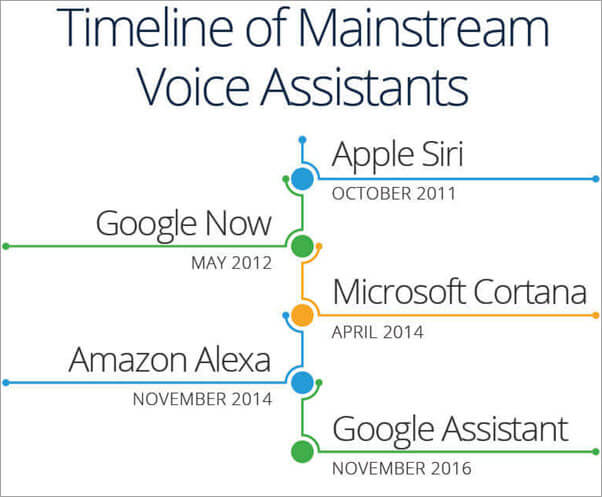 Timeline of Mainstream
Voice Assistants
Apple Siri
OCTOBER 2011
Google Now
MAY 2012
Microsoft Cortana
APRIL 2014
Amazon Alexa
NOVEMBER 2014
Google Assistant
NOVEMBER 2016